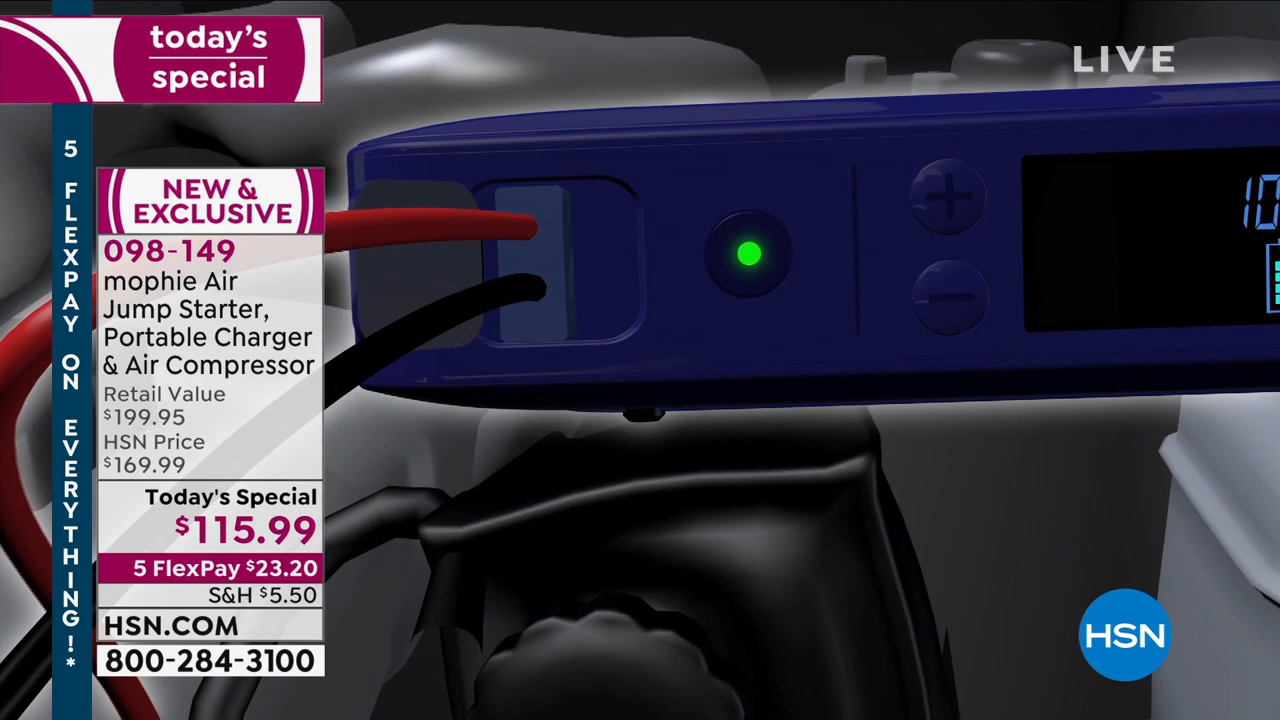 today's
special
LIVE
5 FLEXPAY ON EVERYTHING!*
NEW &
EXCLUSIVE
098-149
mophie Air
Jump Starter,
Portable Charger
& Air Compressor
Retail Value
$199.95
HSN Price
$169.99
Today's Special
$115.99
5 FlexPay $23.20
S&H $5.50
HSN.COM
800-284-3100
10
HSN